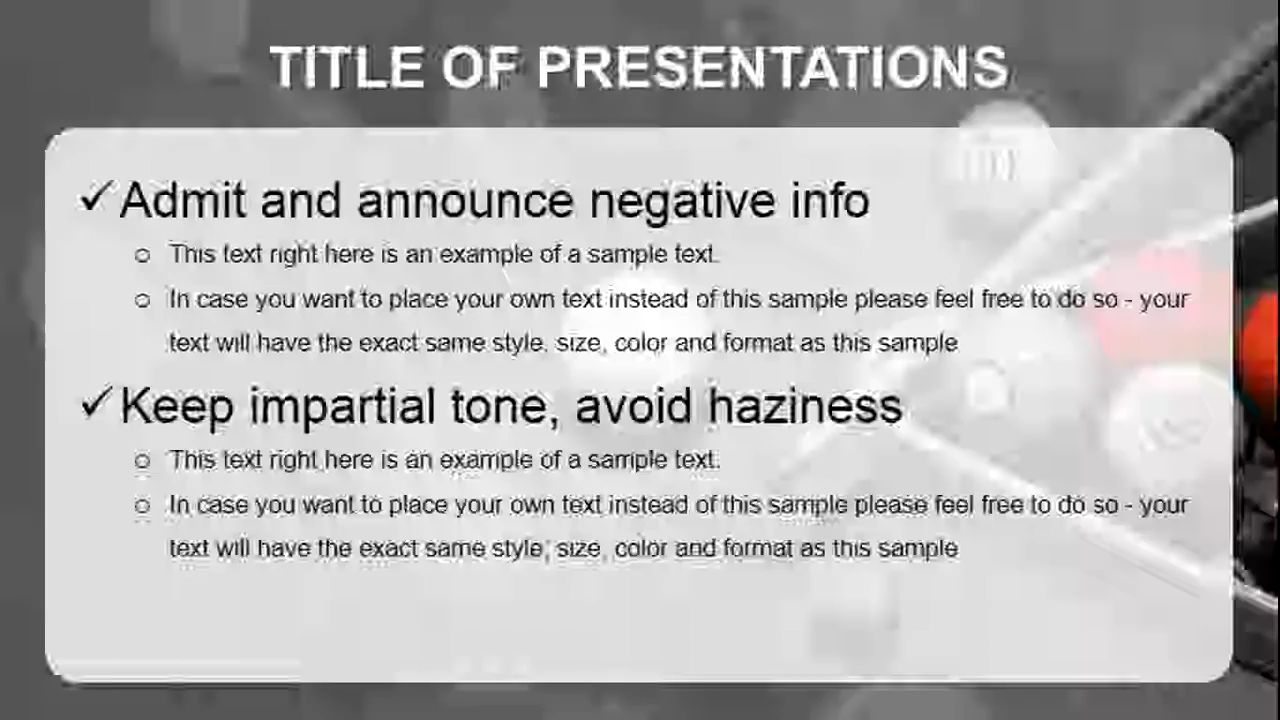 TITLE OF PRESENTATIONS
✓ Admit and announce negative info
○ This text right here is an example of a sample text.
○ In case you want to place your own text instead of this sample please feel free to do so - your
text will have the exact same style, size, color and format as this sample
✓ Keep impartial tone, avoid haziness
○ This text right here is an example of a sample text.
○ In case you want to place your own text instead of this sample please feel free to do so - your
text will have the exact same style, size, color and format as this sample